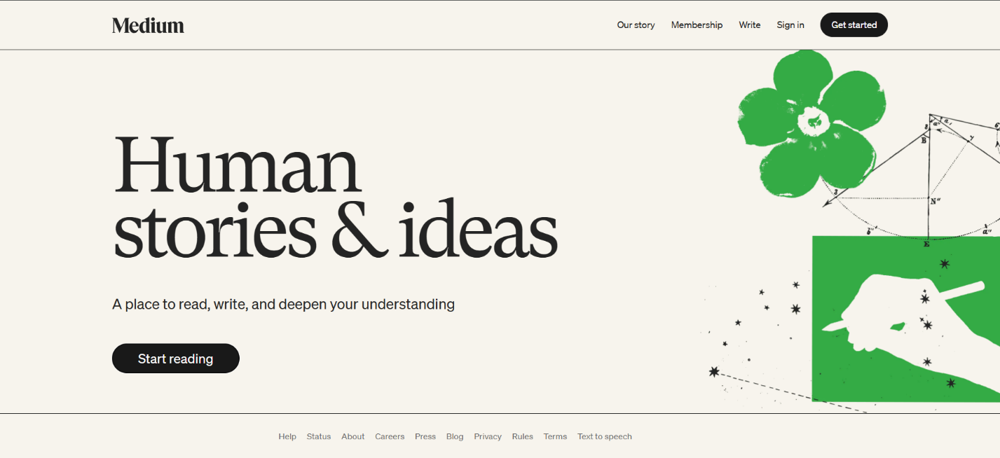 Medium
Our story Membership Write Sign in Get started
Human
stories & ideas
A place to read, write, and deepen your understanding
Start reading
B
3
N"
b"
a"
E
Help Status About Careers Press Blog Privacy Rules Terms Text to speech